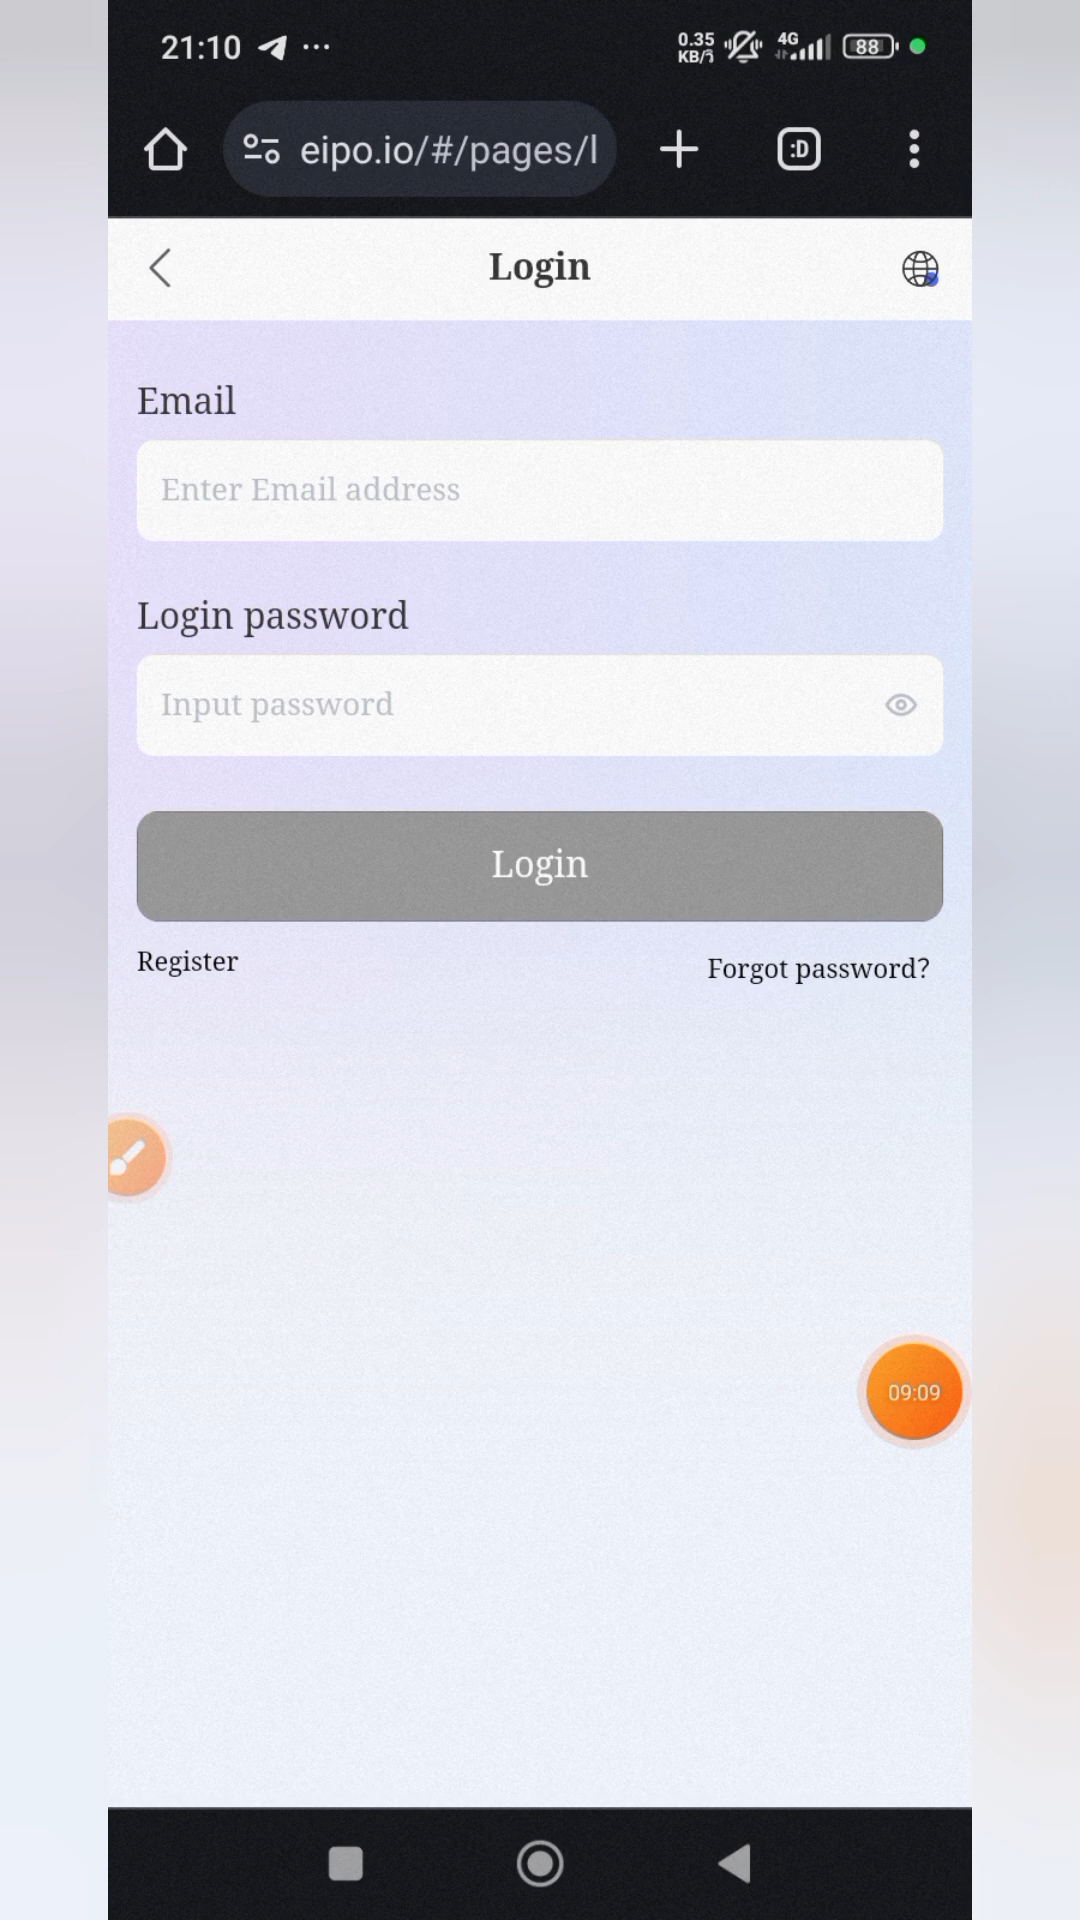 21:10 ...
0.35
KB/s
4G
88
eipo.io/#/pages/l
:D
Login
Email
Enter Email address
Login password
Input password
Login
Register
Forgot password?
09:09